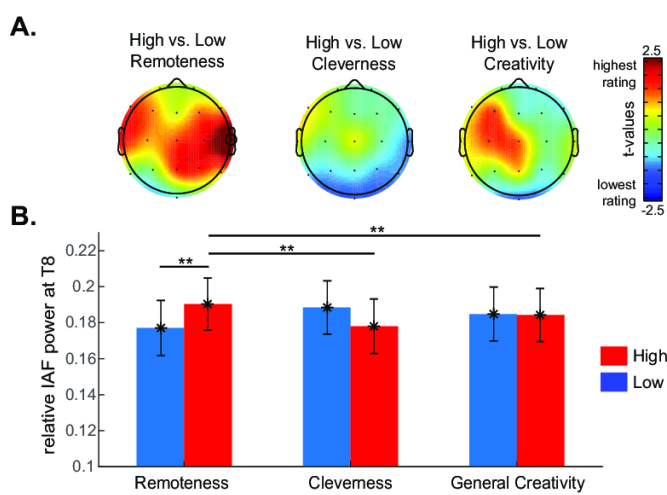 A.
High vs. Low
Remoteness
High vs. Low
Cleverness
High vs. Low
Creativity
highest
rating
lowest
rating
2.5
t-values
-2.5
B.
relative IAF power at T8
0.22
0.2
0.18
0.16
0.14
0.12
0.1
**
**
**
High
Low
Remoteness
Cleverness
General Creativity